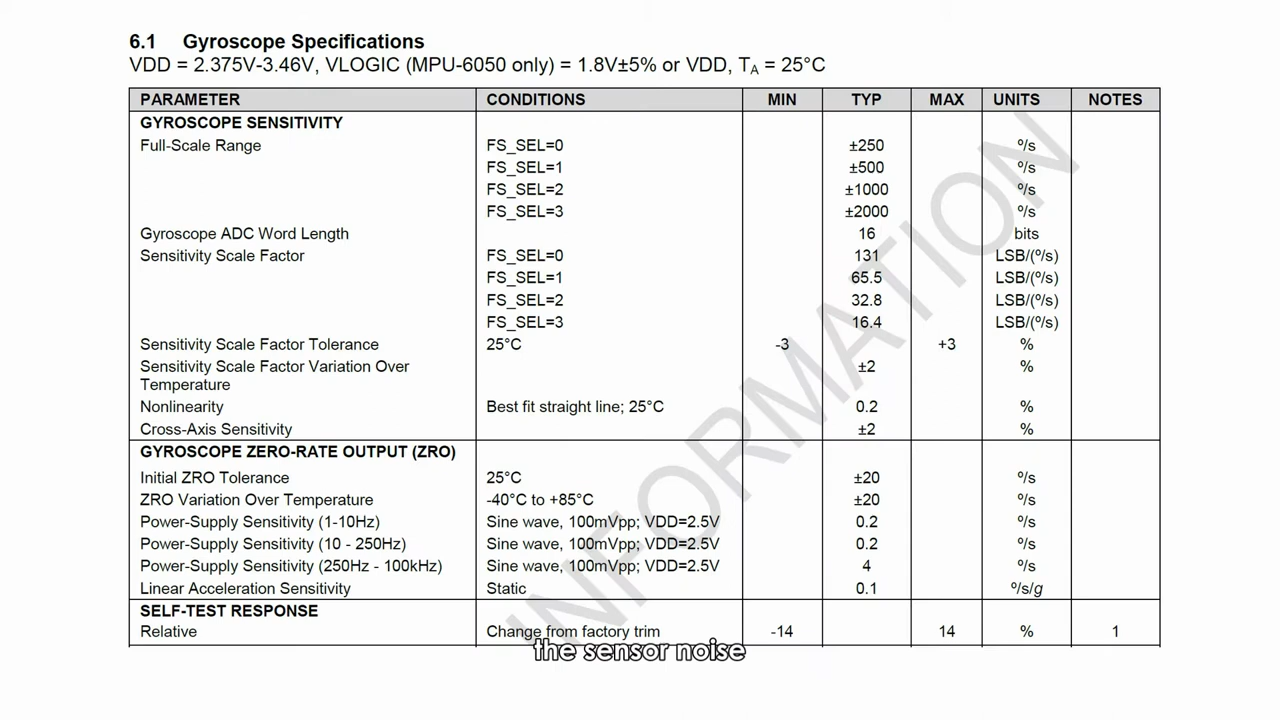 6.1 Gyroscope Specifications
VDD = 2.375V-3.46V, VLOGIC (MPU-6050 only) = 1.8V±5% or VDD, TA = 25°C
PARAMETER CONDITIONS MIN TYP MAX UNITS NOTES
GYROSCOPE SENSITIVITY
Full-Scale Range FS_SEL=0 ±250 º/s
FS_SEL=1 ±500 º/s
FS_SEL=2 ±1000 º/s
FS_SEL=3 ±2000 º/s
Gyroscope ADC Word Length 16 bits
Sensitivity Scale Factor FS_SEL=0 131 LSB/(º/s)
FS_SEL=1 65.5 LSB/(º/s)
FS_SEL=2 32.8 LSB/(º/s)
FS_SEL=3 16.4 LSB/(º/s)
Sensitivity Scale Factor Tolerance 25°C -3 +3 %
Sensitivity Scale Factor Variation Over ±2 %
Temperature
Nonlinearity Best fit straight line; 25°C 0.2 %
Cross-Axis Sensitivity ±2 %
GYROSCOPE ZERO-RATE OUTPUT (ZRO)
Initial ZRO Tolerance 25°C ±20 º/s
ZRO Variation Over Temperature -40°C to +85°C ±20 º/s
Power-Supply Sensitivity (1-10Hz) Sine wave, 100mVpp; VDD=2.5V 0.2 º/s
Power-Supply Sensitivity (10 - 250Hz) Sine wave, 100mVpp; VDD=2.5V 0.2 º/s
Power-Supply Sensitivity (250Hz - 100kHz) Sine wave, 100mVpp; VDD=2.5V 4 º/s
Linear Acceleration Sensitivity Static 0.1 º/s/g
SELF-TEST RESPONSE
Relative Change from factory trim -14 14 % 1
the sensor noise
INFORMATION